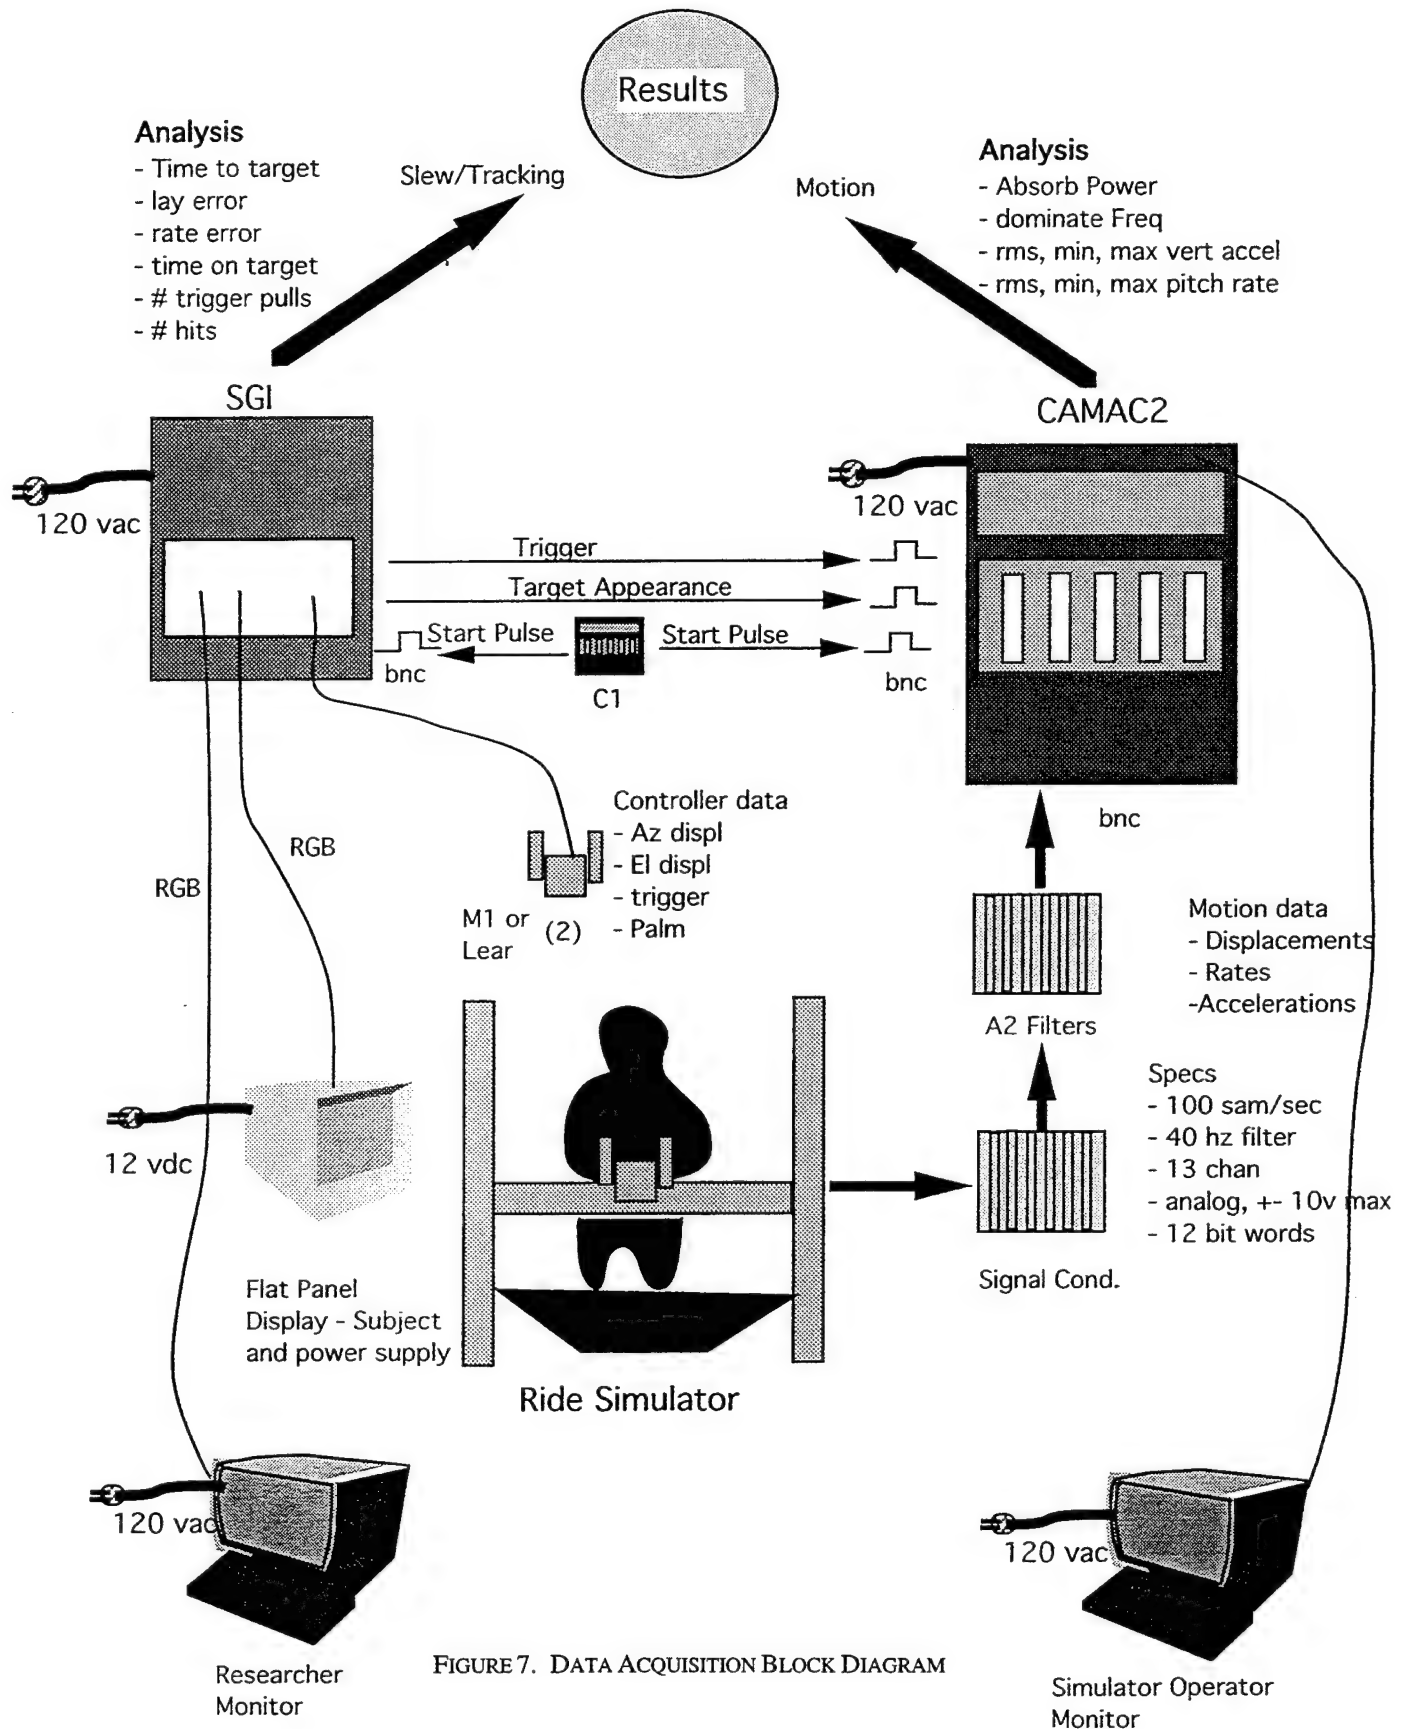 Results
Analysis
- Time to target
- lay error
- rate error
- time on target
- # trigger pulls
- # hits
Slew/Tracking
Motion
Analysis
- Absorb Power
- dominate Freq
- rms, min, max vert accel
- rms, min, max pitch rate
SGI
CAMAC2
120 vac
120 vac
Trigger
Target Appearance
Start Pulse
Start Pulse
bnc
C1
bnc
RGB
RGB
Controller data
- Az displ
- El displ
- trigger
- Palm
M1 or
Lear
(2)
bnc
Motion data
- Displacements
- Rates
-Accelerations
A2 Filters
Specs
- 100 sam/sec
- 40 hz filter
- 13 chan
- analog, +- 10v max
- 12 bit words
Signal Cond.
12 vdc
Flat Panel
Display - Subject
and power supply
Ride Simulator
120 vac
120 vac
Researcher
Monitor
FIGURE 7. DATA ACQUISITION BLOCK DIAGRAM
Simulator Operator
Monitor